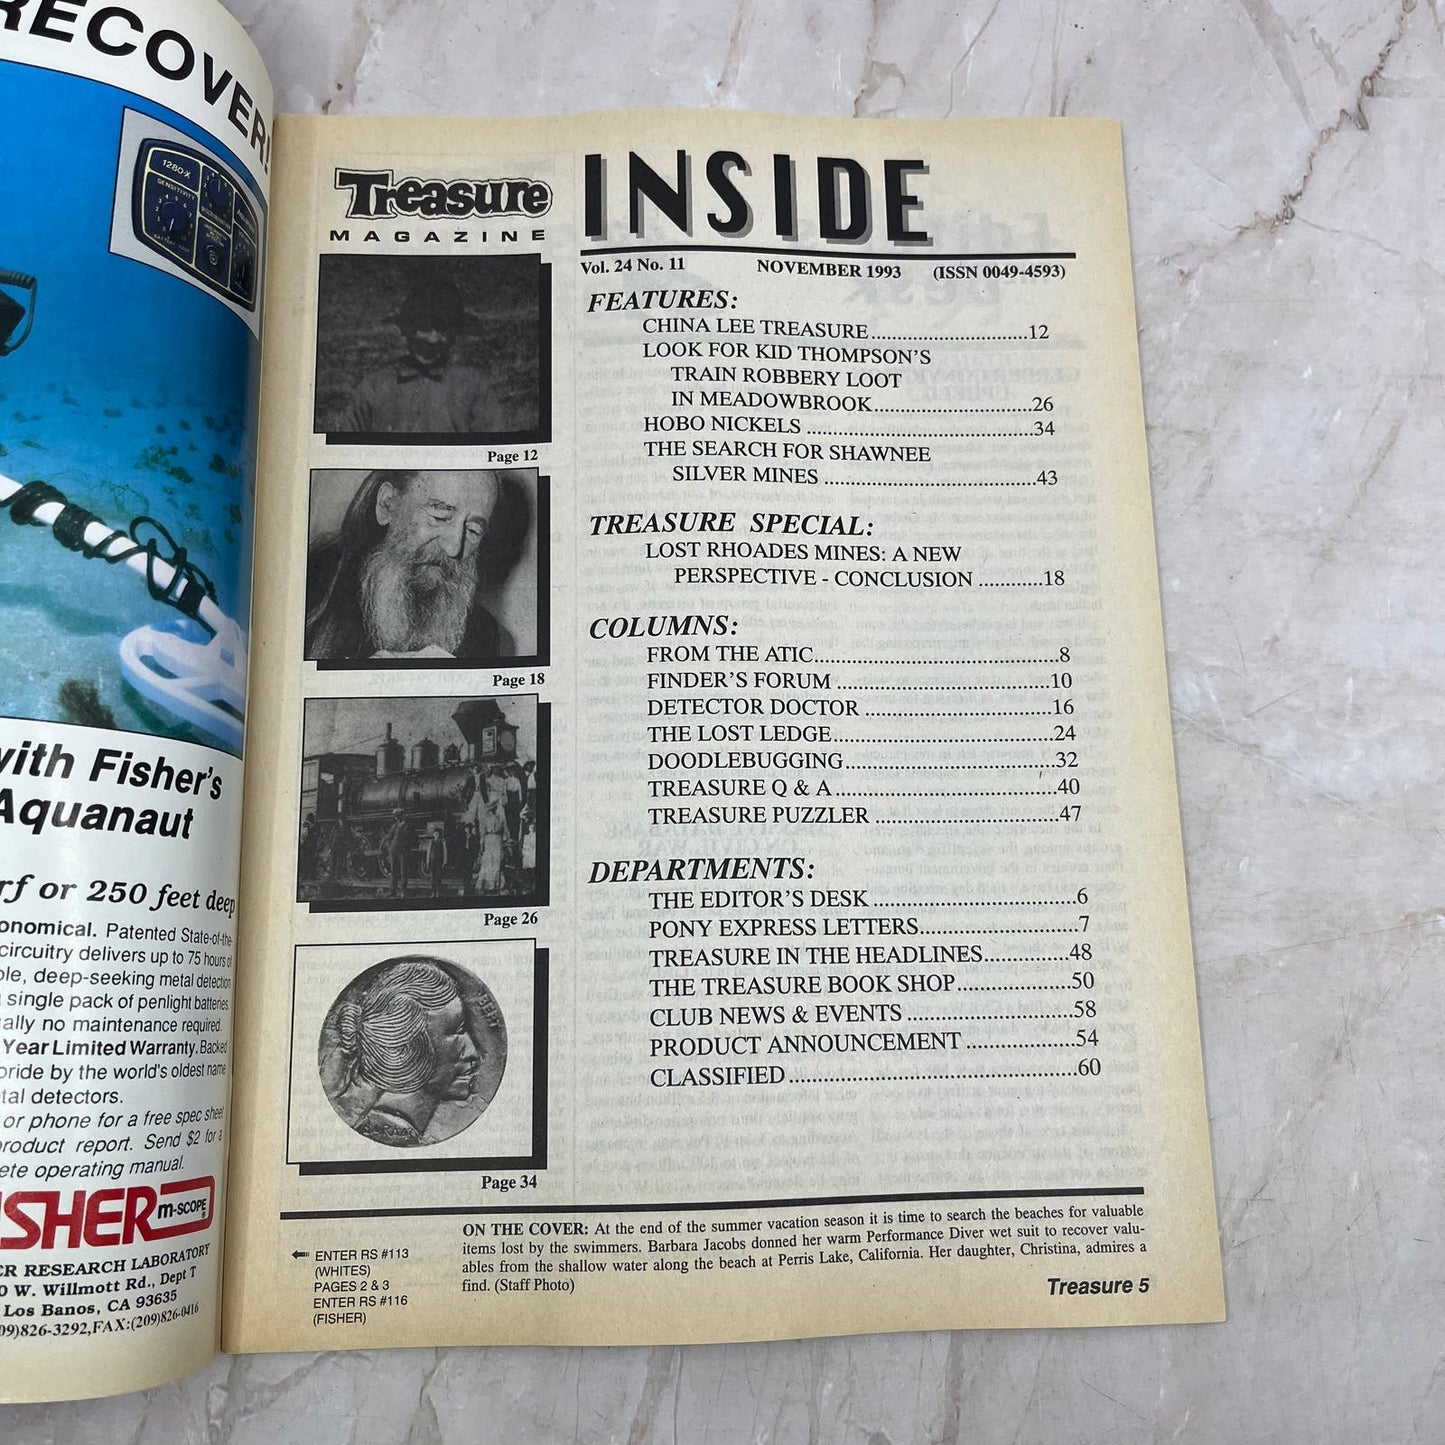 RECOVER!
1280-X
SENSITIVITY
with Fisher's
Aquanaut
rf or 250 feet deep
onomical. Patented State-of-the-
circuitry delivers up to 75 hours of
ole, deep-seeking metal detection
a single pack of penlight batteries.
ually no maintenance required.
Year Limited Warranty. Backed
pride by the world's oldest name
tal detectors.
or phone for a free spec sheet
product report. Send $2 for a
ete operating manual.
ISHER m-scope®
ER RESEARCH LABORATORY
0 W. Willmott Rd., Dept T
Los Banos, CA 93635
09)826-3292, FAX:(209)826-0416
Treasure
MAGAZINE
Page 12
Page 18
Page 26
Page 34
INSIDE
Vol. 24 No. 11 NOVEMBER 1993 (ISSN 0049-4593)
FEATURES:
CHINA LEE TREASURE............................12
LOOK FOR KID THOMPSON'S
TRAIN ROBBERY LOOT
IN MEADOWBROOK............................26
HOBO NICKELS ........................................34
THE SEARCH FOR SHAWNEE
SILVER MINES .....................................43
TREASURE SPECIAL:
LOST RHOADES MINES: A NEW
PERSPECTIVE - CONCLUSION ...........18
COLUMNS:
FROM THE ATIC..........................................8
FINDER'S FORUM .....................................10
DETECTOR DOCTOR ................................16
THE LOST LEDGE......................................24
DOODLEBUGGING....................................32
TREASURE Q & A ......................................40
TREASURE PUZZLER ...............................47
DEPARTMENTS:
THE EDITOR'S DESK ..................................6
PONY EXPRESS LETTERS..........................7
TREASURE IN THE HEADLINES..............48
THE TREASURE BOOK SHOP...................50
CLUB NEWS & EVENTS ...........................58
PRODUCT ANNOUNCEMENT ..................54
CLASSIFIED ................................................60
ON THE COVER: At the end of the summer vacation season it is time to search the beaches for valuable
items lost by the swimmers. Barbara Jacobs donned her warm Performance Diver wet suit to recover valu-
ables from the shallow water along the beach at Perris Lake, California. Her daughter, Christina, admires a
find. (Staff Photo)
ENTER RS #113
(WHITES)
PAGES 2 & 3
ENTER RS #116
(FISHER)
Treasure 5